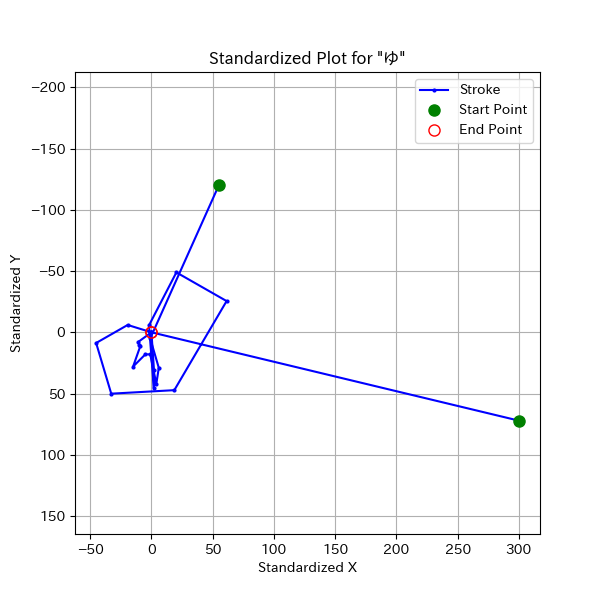 Standardized Plot for "ゆ"
Stroke
Start Point
End Point
−200
−150
−100
−50
0
50
100
150
Standardized Y
−50 0 50 100 150 200 250 300
Standardized X